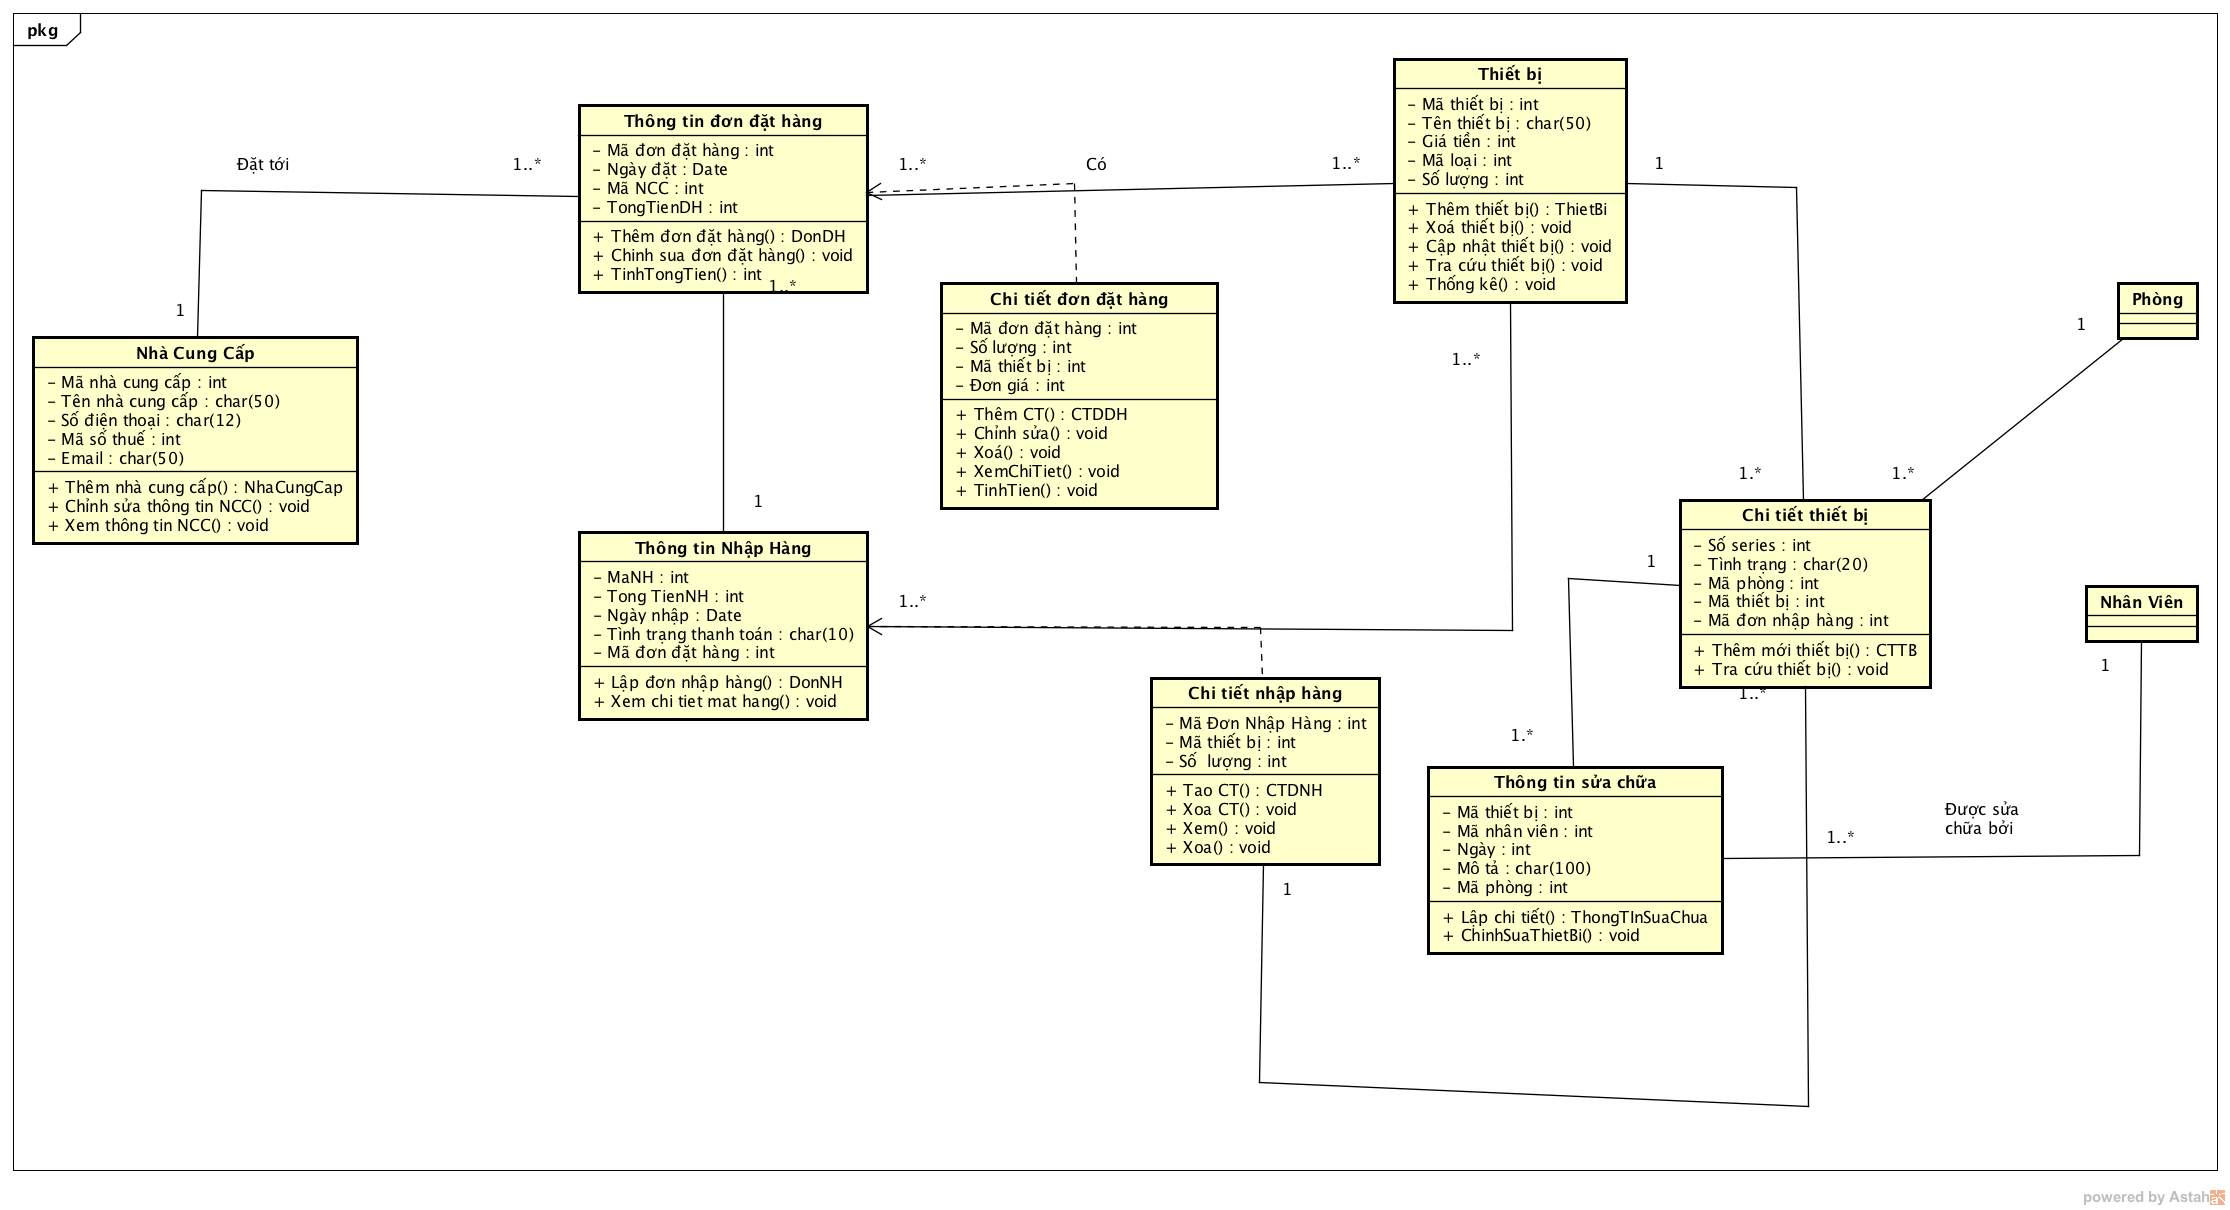 pkg
Thiết bị
– Mã thiết bị : int
– Tên thiết bị : char(50)
– Giá tiền : int
– Mã loại : int
– Số lượng : int
+ Thêm thiết bị() : ThietBi
+ Xoá thiết bị() : void
+ Cập nhật thiết bị() : void
+ Tra cứu thiết bị() : void
+ Thống kê() : void
Thông tin đơn đặt hàng
– Mã đơn đặt hàng : int
– Ngày đặt : Date
– Mã NCC : int
– TongTienDH : int
+ Thêm đơn đặt hàng() : DonDH
+ Chinh sua đơn đặt hàng() : void
+ TinhTongTien() : int
Đặt tới
1..*
1..*
Có
1..*
1
1..*
1
Chi tiết đơn đặt hàng
– Mã đơn đặt hàng : int
– Số lượng : int
– Mã thiết bị : int
– Đơn giá : int
+ Thêm CT() : CTDDH
+ Chỉnh sửa() : void
+ Xoá() : void
+ XemChiTiet() : void
+ TinhTien() : void
Phòng
1
1..*
Nhà Cung Cấp
– Mã nhà cung cấp : int
– Tên nhà cung cấp : char(50)
– Số điện thoại : char(12)
– Mã số thuế : int
– Email : char(50)
+ Thêm nhà cung cấp() : NhaCungCap
+ Chỉnh sửa thông tin NCC() : void
+ Xem thông tin NCC() : void
1.*
1.*
1
Thông tin Nhập Hàng
– MaNH : int
– Tong TienNH : int
– Ngày nhập : Date
– Tình trạng thanh toán : char(10)
– Mã đơn đặt hàng : int
+ Lập đơn nhập hàng() : DonNH
+ Xem chi tiet mat hang() : void
1..*
1
Chi tiết thiết bị
– Số series : int
– Tình trạng : char(20)
– Mã phòng : int
– Mã thiết bị : int
– Mã đơn nhập hàng : int
+ Thêm mới thiết bị() : CTTB
+ Tra cứu thiết bị() : void
Nhân Viên
1
1..*
Chi tiết nhập hàng
– Mã Đơn Nhập Hàng : int
– Mã thiết bị : int
– Số  lượng : int
+ Tao CT() : CTDNH
+ Xoa CT() : void
+ Xem() : void
+ Xoa() : void
1
1.*
Thông tin sửa chữa
– Mã thiết bị : int
– Mã nhân viên : int
– Ngày : int
– Mô tả : char(100)
– Mã phòng : int
+ Lập chi tiết() : ThongTInSuaChua
+ ChinhSuaThietBi() : void
1..*
Được sửa
chữa bởi
powered by Astah